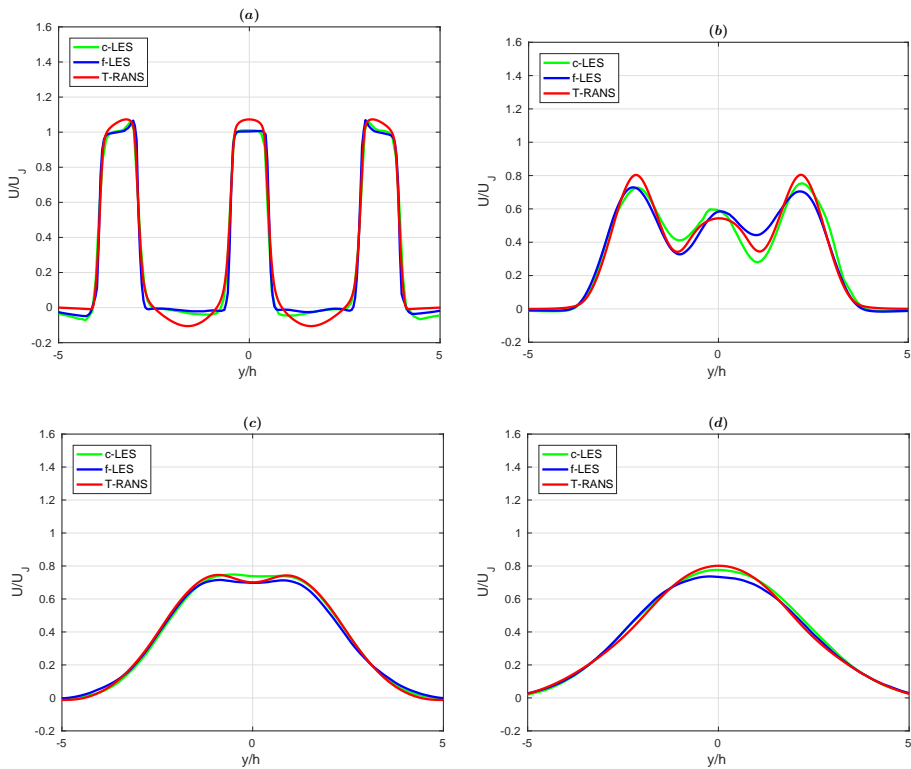 (a)
1.6
1.4
1.2
1
0.8
0.6
0.4
0.2
0
-0.2
U/U_J
c-LES
f-LES
T-RANS
-5
0
5
y/h
(b)
1.6
1.4
1.2
1
0.8
0.6
0.4
0.2
0
-0.2
U/U_J
c-LES
f-LES
T-RANS
-5
0
5
y/h
(c)
1.6
1.4
1.2
1
0.8
0.6
0.4
0.2
0
-0.2
U/U_J
c-LES
f-LES
T-RANS
-5
0
5
y/h
(d)
1.6
1.4
1.2
1
0.8
0.6
0.4
0.2
0
-0.2
U/U_J
c-LES
f-LES
T-RANS
-5
0
5
y/h